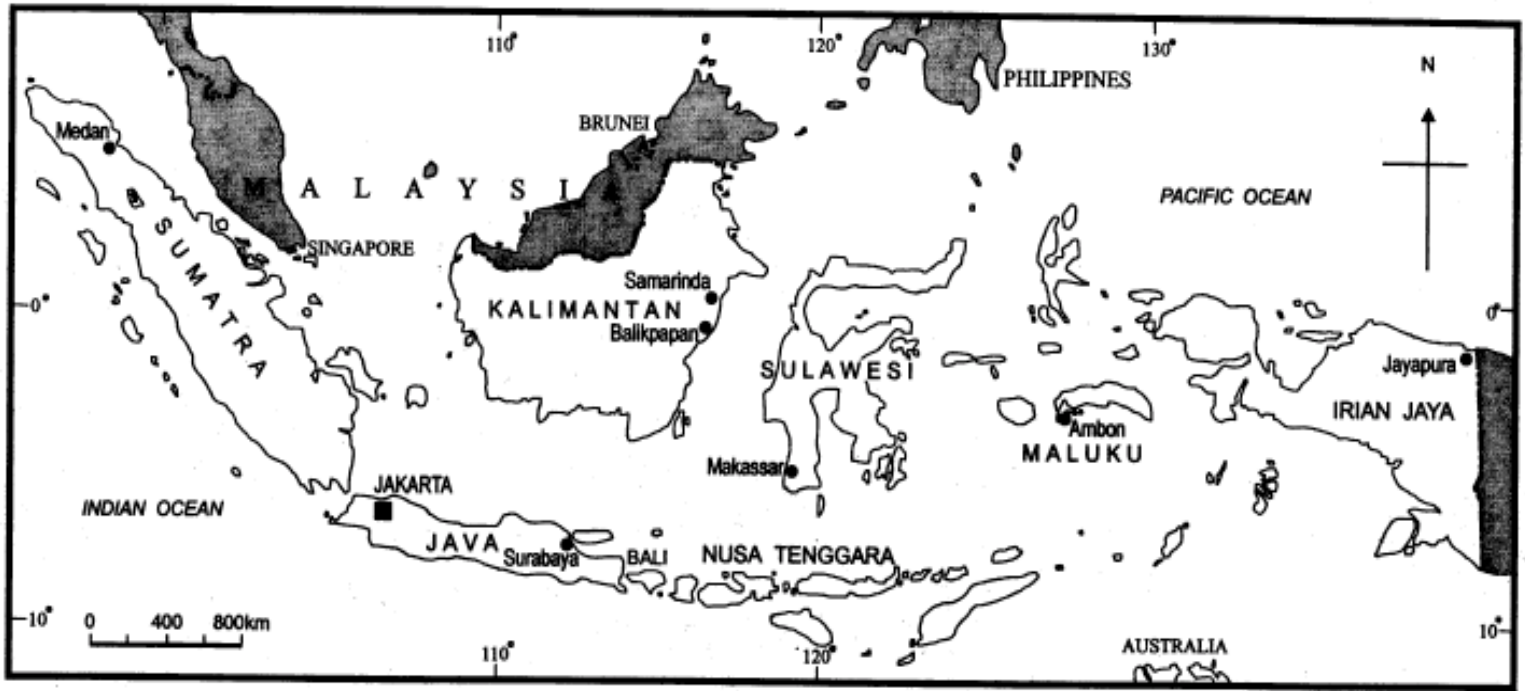 110°
120°
130°
N
PHILIPPINES
BRUNEI
Medan
MALAYSIA
PACIFIC OCEAN
SINGAPORE
SUMATRA
Samarinda
KALIMANTAN
0°
0°
Balikpapan
SULAWESI
Jayapura
IRIAN JAYA
Ambon
MALUKU
Makassar
JAKARTA
INDIAN OCEAN
JAVA
Surabaya
BALI
NUSA TENGGARA
10°
0 400 800km
10°
AUSTRALIA
110°
120°